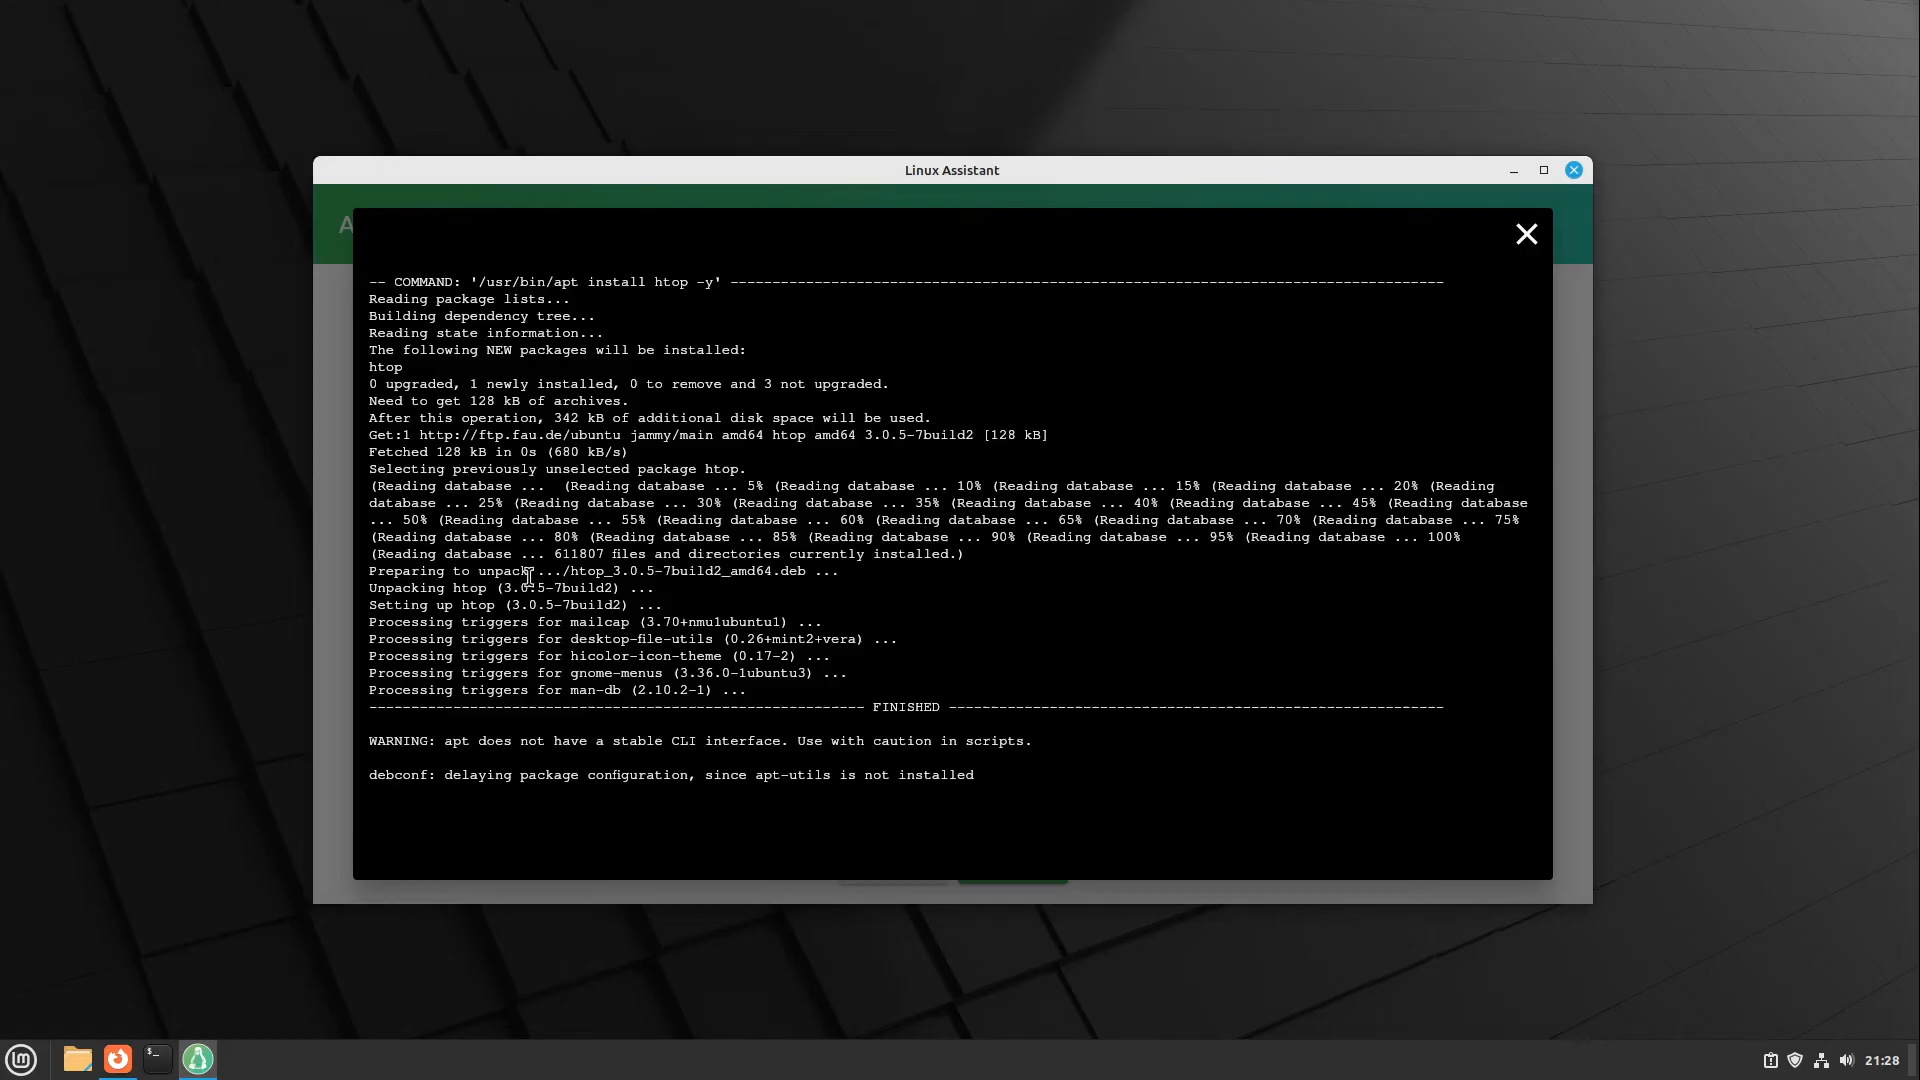 Linux Assistant
A
-- COMMAND: '/usr/bin/apt install htop -y' -------------------------------------------------------------------------------------
Reading package lists...
Building dependency tree...
Reading state information...
The following NEW packages will be installed:
htop
0 upgraded, 1 newly installed, 0 to remove and 3 not upgraded.
Need to get 128 kB of archives.
After this operation, 342 kB of additional disk space will be used.
Get:1 http://ftp.fau.de/ubuntu jammy/main amd64 htop amd64 3.0.5-7build2 [128 kB]
Fetched 128 kB in 0s (680 kB/s)
Selecting previously unselected package htop.
(Reading database ...  (Reading database ... 5% (Reading database ... 10% (Reading database ... 15% (Reading database ... 20% (Reading
database ... 25% (Reading database ... 30% (Reading database ... 35% (Reading database ... 40% (Reading database ... 45% (Reading database
... 50% (Reading database ... 55% (Reading database ... 60% (Reading database ... 65% (Reading database ... 70% (Reading database ... 75%
(Reading database ... 80% (Reading database ... 85% (Reading database ... 90% (Reading database ... 95% (Reading database ... 100%
(Reading database ... 611807 files and directories currently installed.)
Preparing to unpack .../htop_3.0.5-7build2_amd64.deb ...
Unpacking htop (3.0.5-7build2) ...
Setting up htop (3.0.5-7build2) ...
Processing triggers for mailcap (3.70+nmu1ubuntu1) ...
Processing triggers for desktop-file-utils (0.26+mint2+vera) ...
Processing triggers for hicolor-icon-theme (0.17-2) ...
Processing triggers for gnome-menus (3.36.0-1ubuntu3) ...
Processing triggers for man-db (2.10.2-1) ...
----------------------------------------------------------- FINISHED -----------------------------------------------------------
WARNING: apt does not have a stable CLI interface. Use with caution in scripts.
debconf: delaying package configuration, since apt-utils is not installed
21:28